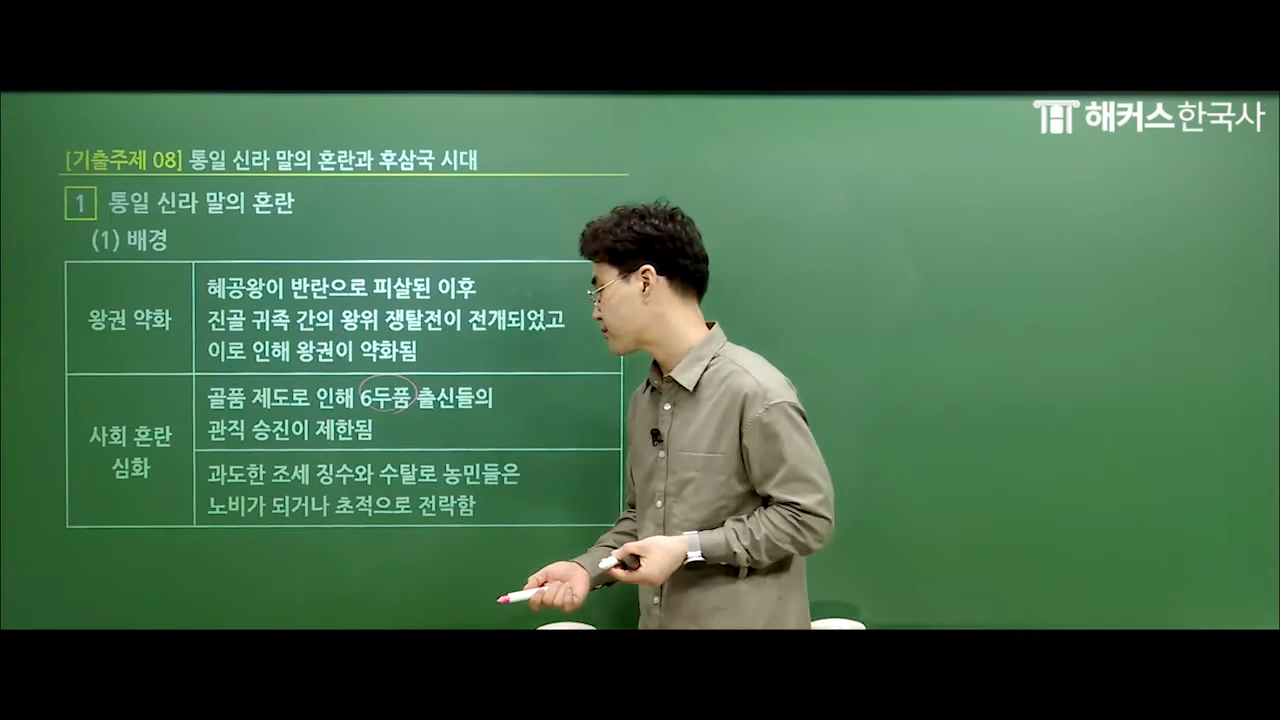 해커스한국사
[기출주제 08] 통일 신라 말의 혼란과 후삼국 시대
1 통일 신라 말의 혼란
(1) 배경
왕권 약화
혜공왕이 반란으로 피살된 이후
진골 귀족 간의 왕위 쟁탈전이 전개되었고
이로 인해 왕권이 약화됨
사회 혼란
심화
골품 제도로 인해 6두품 출신들의
관직 승진이 제한됨
과도한 조세 징수와 수탈로 농민들은
노비가 되거나 초적으로 전락함